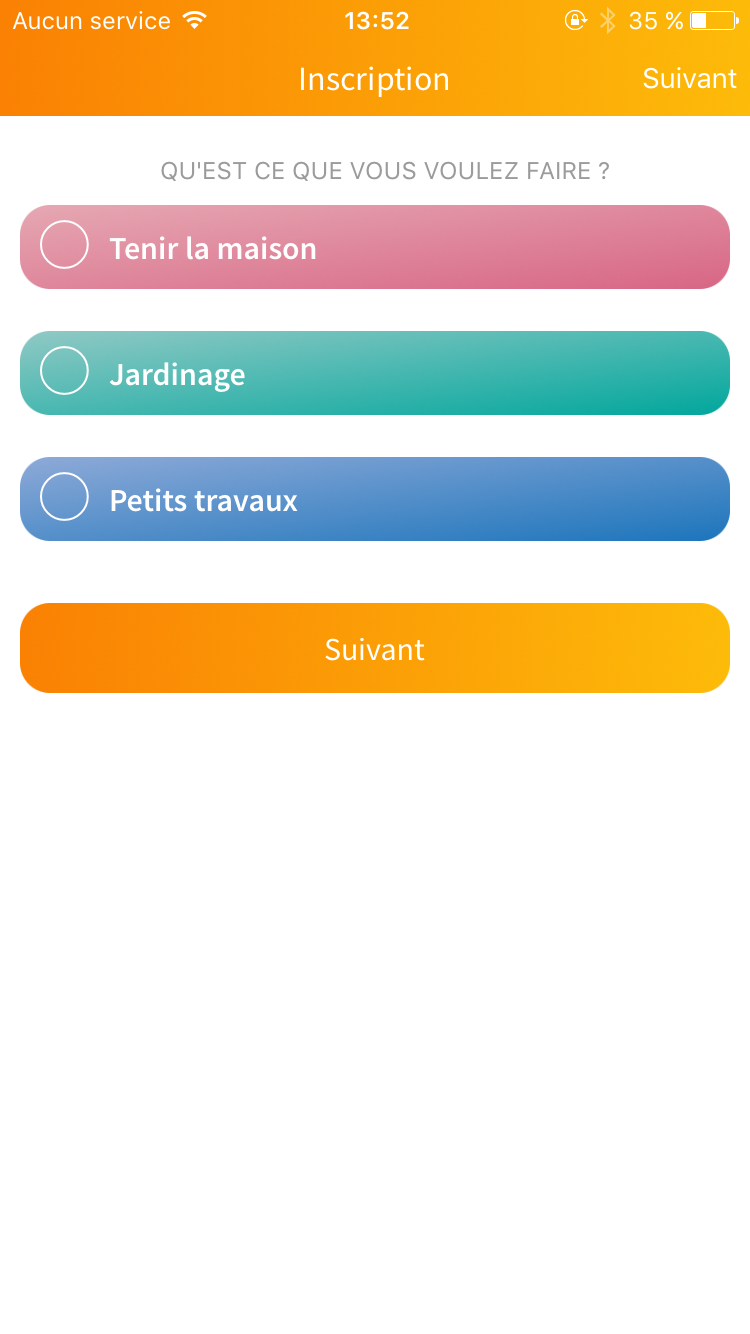 Aucun service 13:52 35 %
Inscription Suivant
QU'EST CE QUE VOUS VOULEZ FAIRE ?
Tenir la maison
Jardinage
Petits travaux
Suivant